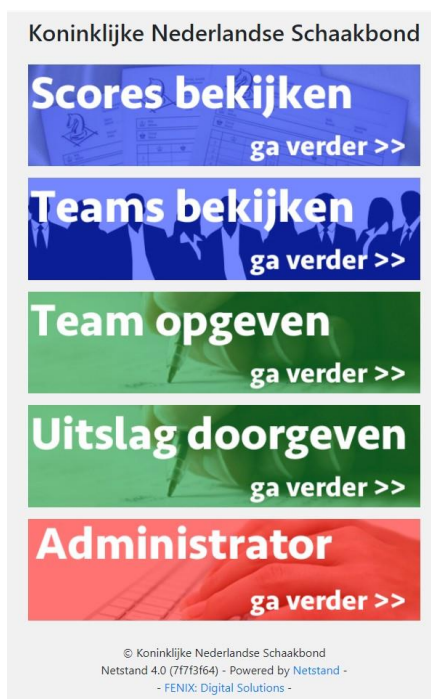 Koninklijke Nederlandse Schaakbond
Scores bekijken
ga verder >>
Teams bekijken
ga verder >>
Team opgeven
ga verder >>
Uitslag doorgeven
ga verder >>
Administrator
ga verder >>
© Koninklijke Nederlandse Schaakbond
Netstand 4.0 (7f7f3f64) - Powered by Netstand -
- FENIX: Digital Solutions -